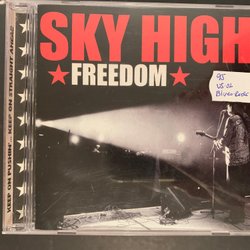 SKY HIGH
★FREEDOM★
KEEP ON PUSHIN'... KEEP ON STRAIGHT AHEAD